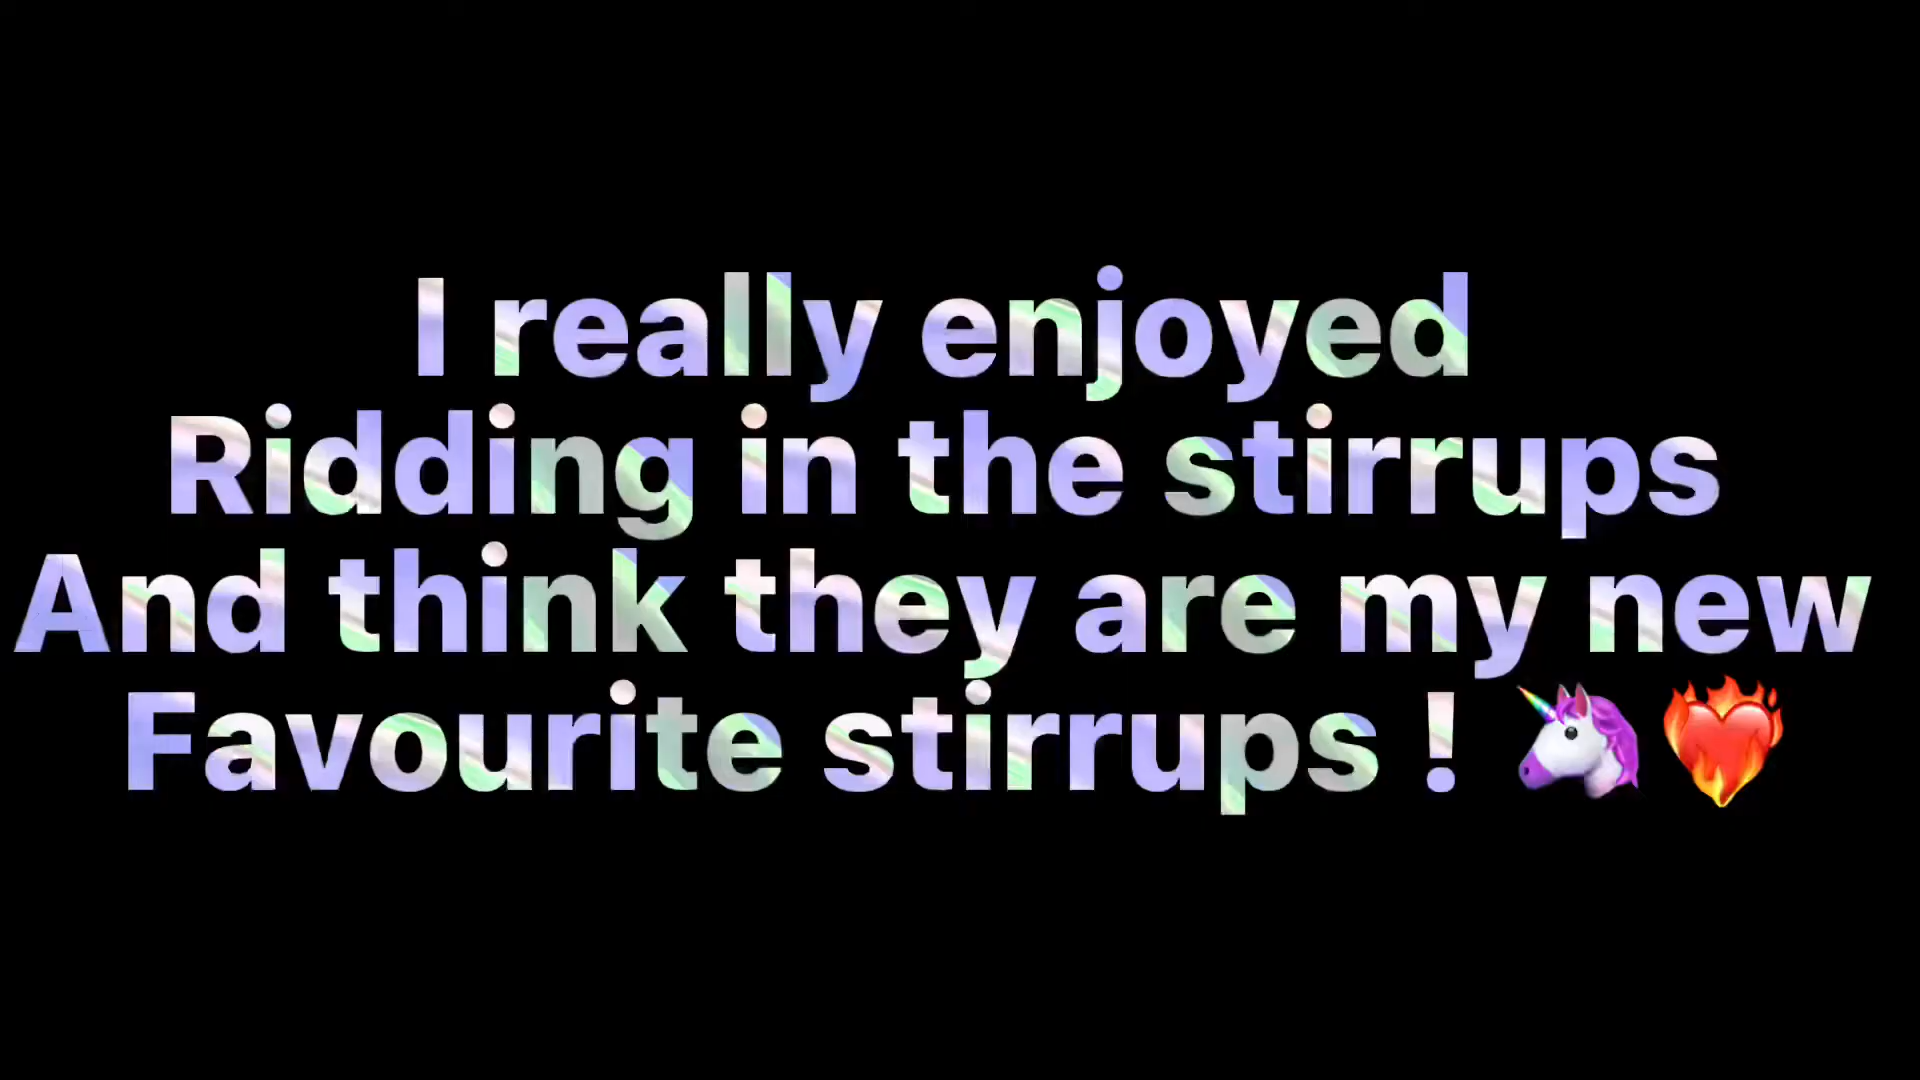 I really enjoyed
Ridding in the stirrups
And think they are my new
Favourite stirrups ! 🦄❤️‍🔥